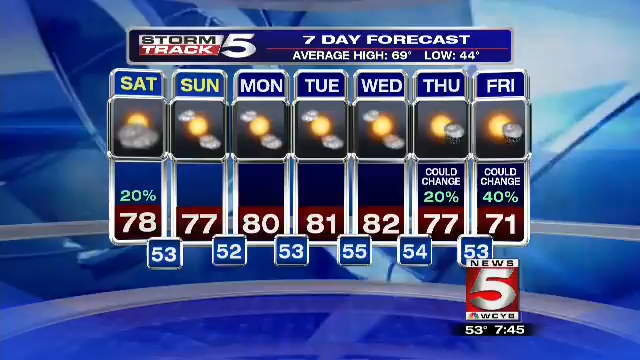 STORM TRACK 5
7 DAY FORECAST
AVERAGE HIGH: 69° LOW: 44°
SAT SUN MON TUE WED THU FRI
COULD CHANGE COULD CHANGE
20% 20% 40%
78 77 80 81 82 77 71
53 52 53 55 54 53
NEWS
5
WCYB
53° 7:45